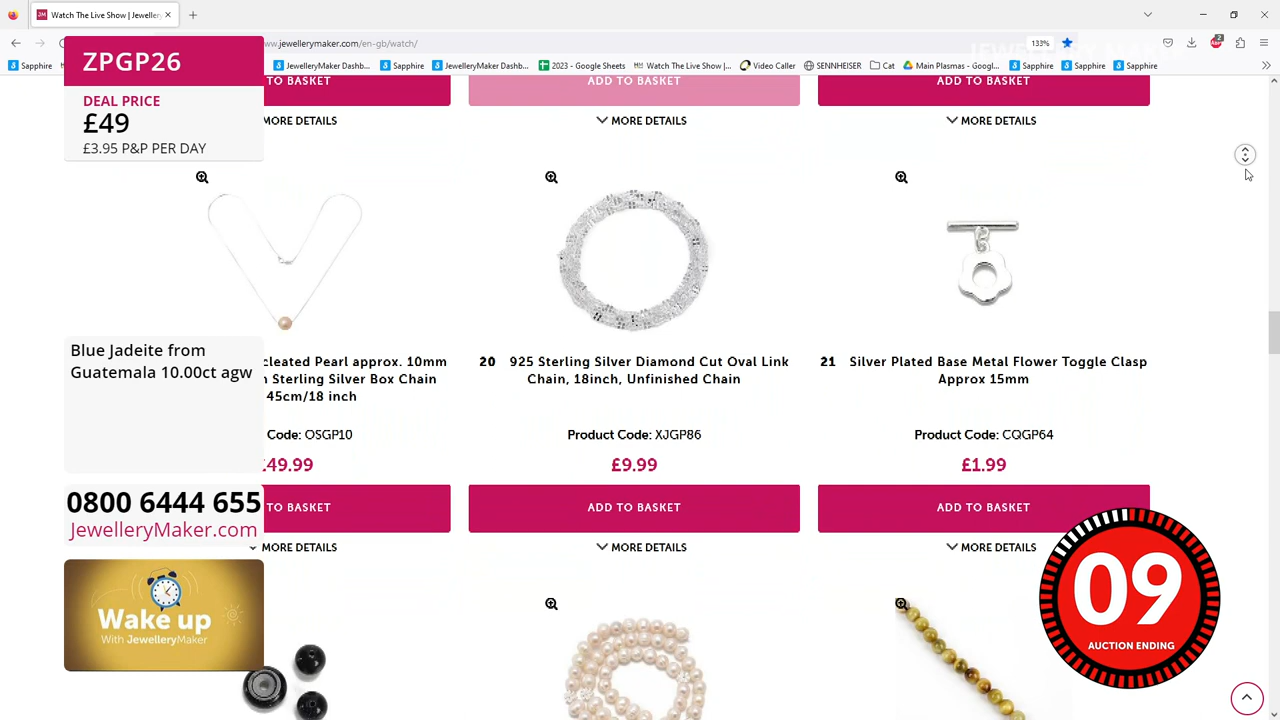 Watch The Live Show | Jeweller
w.jewellerymaker.com/en-gb/watch/
133%
2
Sapphire
JewelleryMaker Dashb...
Sapphire
JewelleryMaker Dashb...
2023 - Google Sheets
Watch The Live Show |...
Video Caller
SENNHEISER
Cat
Main Plasmas - Googl...
Sapphire
Sapphire
Sapphire
ZPGP26
DEAL PRICE
£49
£3.95 P&P PER DAY
TO BASKET
ADD TO BASKET
ADD TO BASKET
MORE DETAILS
MORE DETAILS
MORE DETAILS
Blue Jadeite from
Guatemala 10.00ct agw
cleated Pearl approx. 10mm
Sterling Silver Box Chain
45cm/18 inch
Code: OSGP10
£49.99
TO BASKET
MORE DETAILS
20 925 Sterling Silver Diamond Cut Oval Link
Chain, 18inch, Unfinished Chain
Product Code: XJGP86
£9.99
ADD TO BASKET
MORE DETAILS
21 Silver Plated Base Metal Flower Toggle Clasp
Approx 15mm
Product Code: CQGP64
£1.99
ADD TO BASKET
MORE DETAILS
0800 6444 655
JewelleryMaker.com
Wake up
With JewelleryMaker
09
AUCTION ENDING